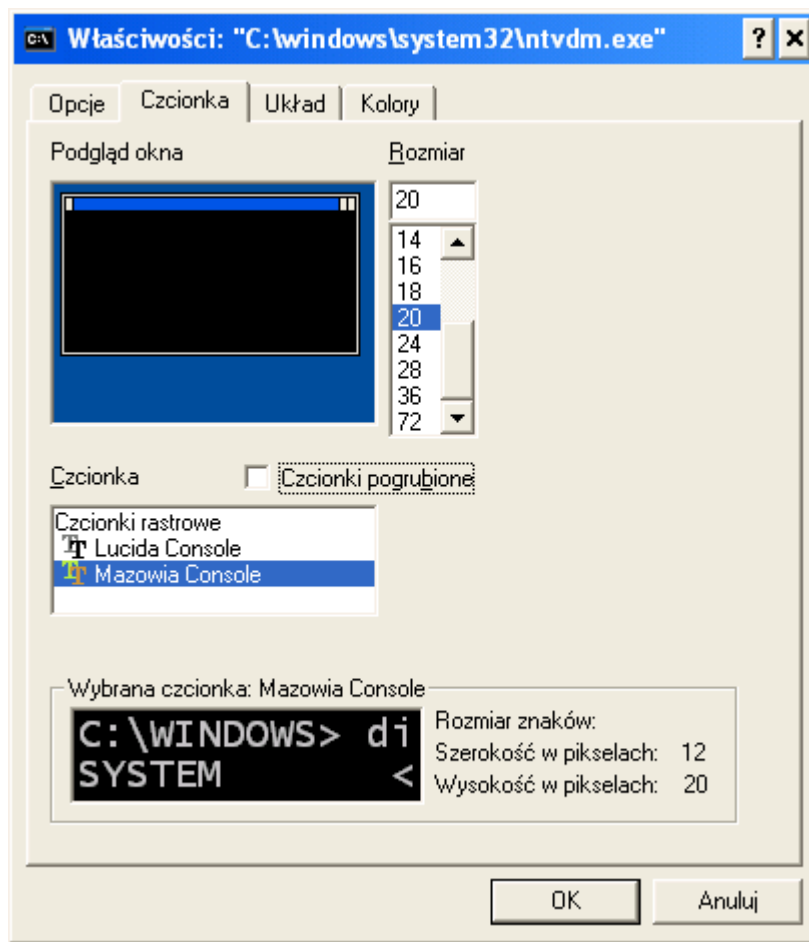 Właściwości: "C:\windows\system32\ntvdm.exe"
Opcje Czcionka Układ Kolory
Podgląd okna Rozmiar
20
14
16
18
20
24
28
36
72
Czcionka Czcionki pogrubione
Czcionki rastrowe
Lucida Console
Mazowia Console
Wybrana czcionka: Mazowia Console
C:\WINDOWS> di
SYSTEM <
Rozmiar znaków:
Szerokość w pikselach: 12
Wysokość w pikselach: 20
OK Anuluj